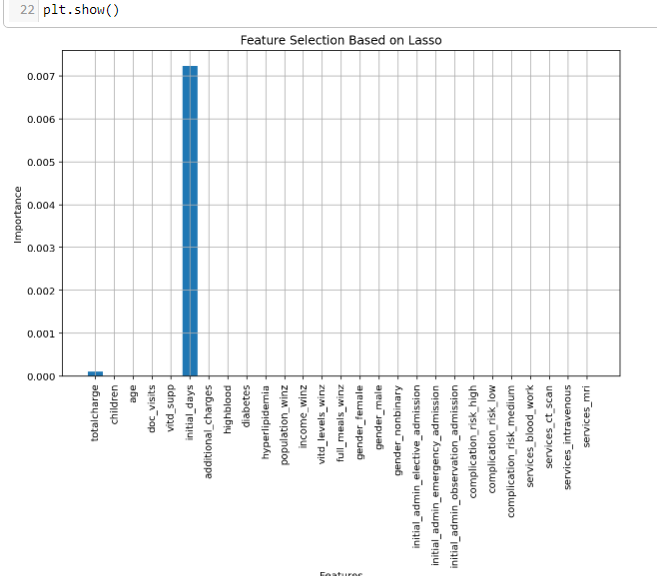 22 plt.show()
Feature Selection Based on Lasso
Importance
0.007
0.006
0.005
0.004
0.003
0.002
0.001
0.000
totalcharge
children
age
doc_visits
vitd_supp
initial_days
additional_charges
highblood
diabetes
hyperlipidemia
population_winz
income_winz
vitd_levels_winz
full_meals_winz
gender_female
gender_male
gender_nonbinary
initial_admin_elective_admission
initial_admin_emergency_admission
initial_admin_observation_admission
complication_risk_high
complication_risk_low
complication_risk_medium
services_blood_work
services_ct_scan
services_intravenous
services_mri
Features